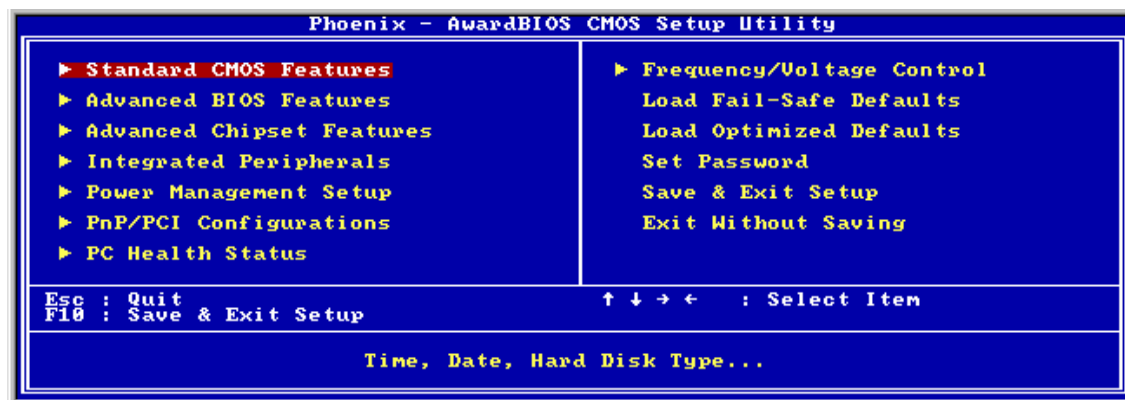 Phoenix - AwardBIOS CMOS Setup Utility
► Standard CMOS Features
► Advanced BIOS Features
► Advanced Chipset Features
► Integrated Peripherals
► Power Management Setup
► PnP/PCI Configurations
► PC Health Status
► Frequency/Voltage Control
Load Fail-Safe Defaults
Load Optimized Defaults
Set Password
Save & Exit Setup
Exit Without Saving
Esc : Quit
F10 : Save & Exit Setup
↑ ↓ → ← : Select Item
Time, Date, Hard Disk Type...